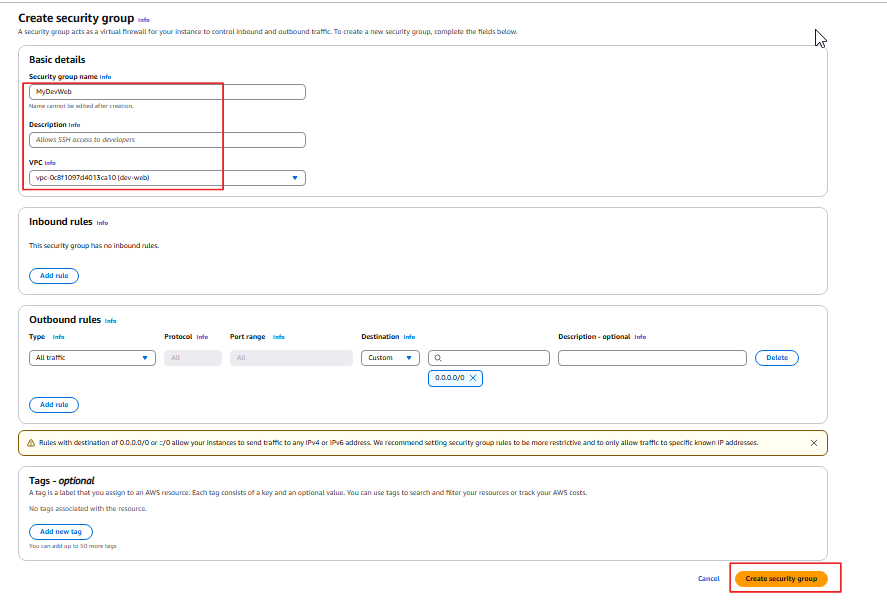 Create security group Info
A security group acts as a virtual firewall for your instance to control inbound and outbound traffic. To create a new security group, complete the fields below.
Basic details
Security group name Info
MyDevWeb
Name cannot be edited after creation.
Description Info
Allows SSH access to developers
VPC Info
vpc-0c8f1097d4013ca10 (dev-web)
Inbound rules Info
This security group has no inbound rules.
Add rule
Outbound rules Info
Type Info Protocol Info Port range Info Destination Info Description - optional Info
All traffic All All Custom Delete
0.0.0.0/0
Add rule
Rules with destination of 0.0.0.0/0 or ::/0 allow your instances to send traffic to any IPv4 or IPv6 address. We recommend setting security group rules to be more restrictive and to only allow traffic to specific known IP addresses.
Tags - optional
A tag is a label that you assign to an AWS resource. Each tag consists of a key and an optional value. You can use tags to search and filter your resources or track your AWS costs.
No tags associated with the resource.
Add new tag
You can add up to 50 more tags
Cancel Create security group